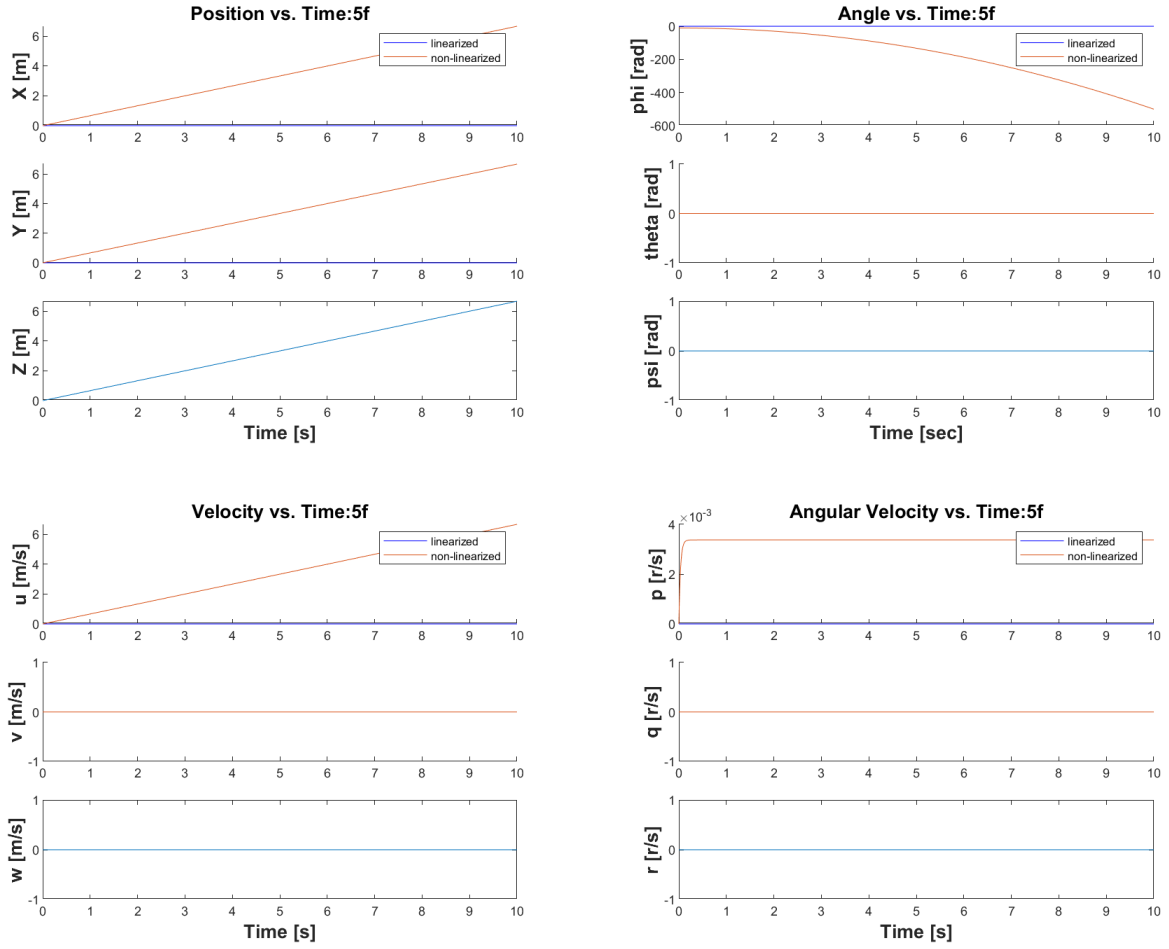 Position vs. Time:5f
X [m]
6
4
2
0
linearized
non-linearized
0 1 2 3 4 5 6 7 8 9 10
Y [m]
6
4
2
0
0 1 2 3 4 5 6 7 8 9 10
Z [m]
6
4
2
0
0 1 2 3 4 5 6 7 8 9 10
Time [s]
Angle vs. Time:5f
phi [rad]
0
-200
-400
-600
linearized
non-linearized
0 1 2 3 4 5 6 7 8 9 10
theta [rad]
1
0
-1
0 1 2 3 4 5 6 7 8 9 10
psi [rad]
1
0
-1
0 1 2 3 4 5 6 7 8 9 10
Time [sec]
Velocity vs. Time:5f
u [m/s]
6
4
2
0
linearized
non-linearized
0 1 2 3 4 5 6 7 8 9 10
v [m/s]
1
0
-1
0 1 2 3 4 5 6 7 8 9 10
w [m/s]
1
0
-1
0 1 2 3 4 5 6 7 8 9 10
Time [s]
Angular Velocity vs. Time:5f
×10-3
p [r/s]
4
2
0
linearized
non-linearized
0 1 2 3 4 5 6 7 8 9 10
q [r/s]
1
0
-1
0 1 2 3 4 5 6 7 8 9 10
r [r/s]
1
0
-1
0 1 2 3 4 5 6 7 8 9 10
Time [s]